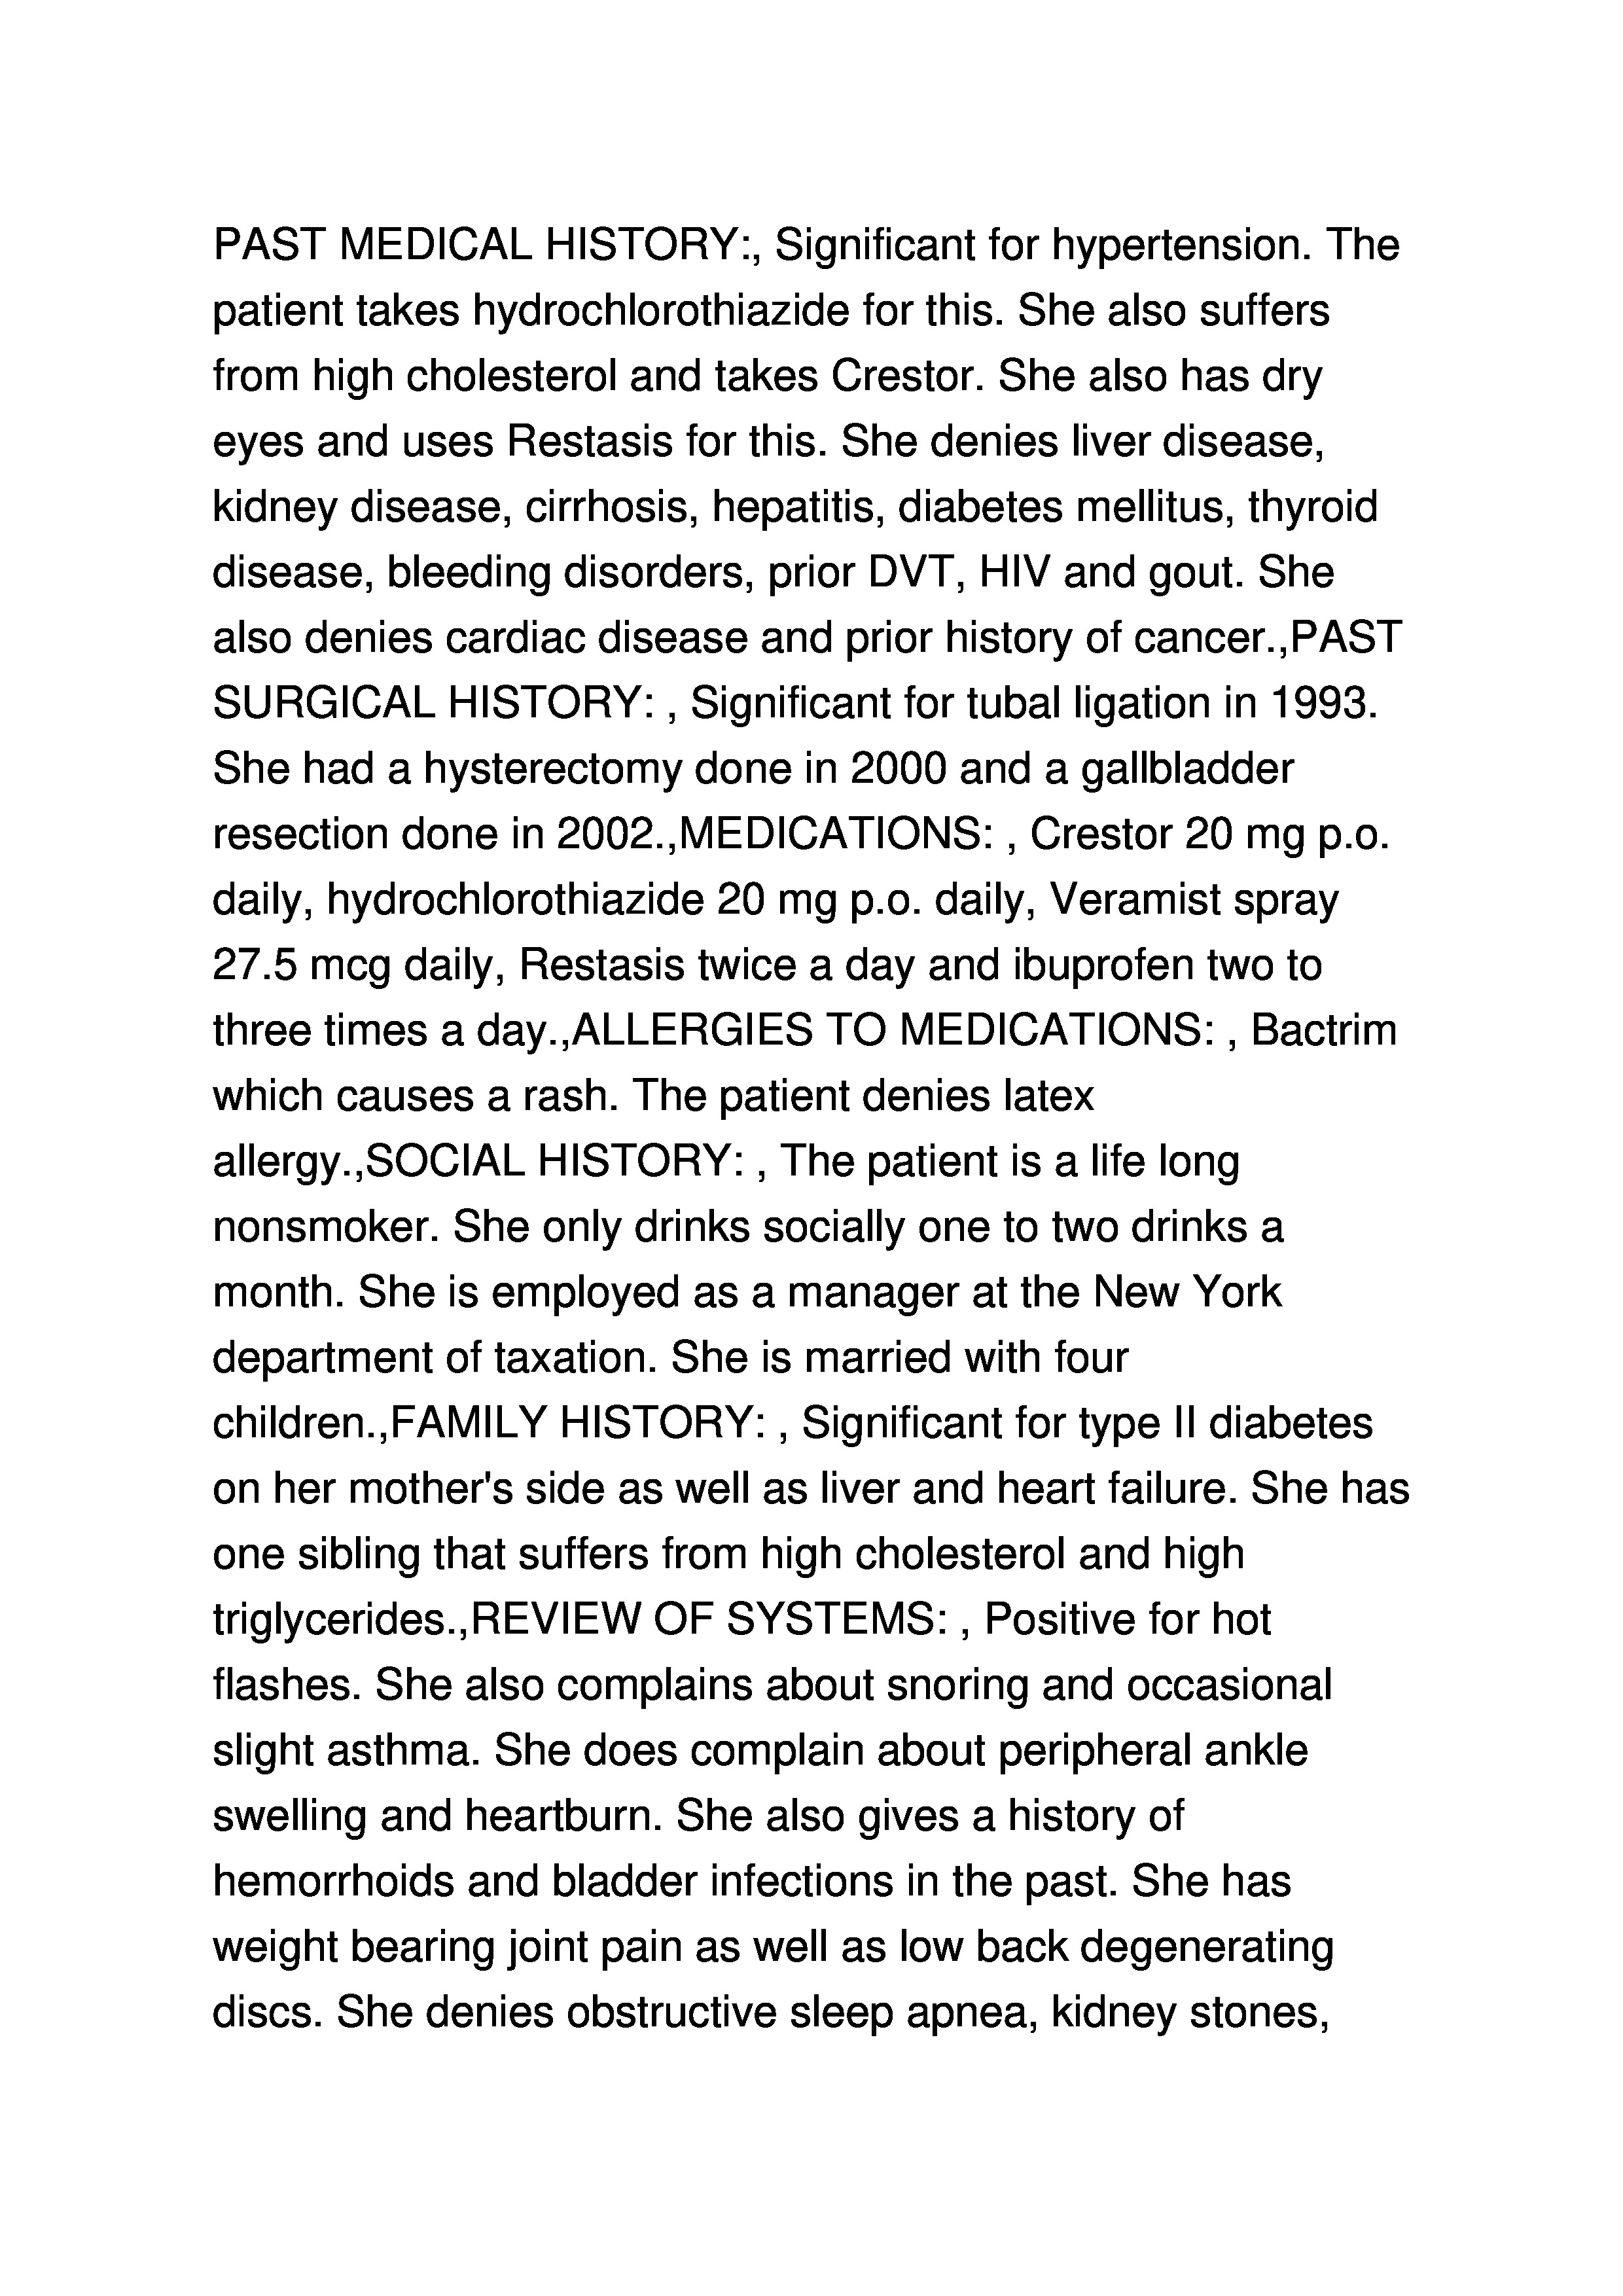 PAST MEDICAL HISTORY:, Significant for hypertension. The
patient takes hydrochlorothiazide for this. She also suffers
from high cholesterol and takes Crestor. She also has dry
eyes and uses Restasis for this. She denies liver disease,
kidney disease, cirrhosis, hepatitis, diabetes mellitus, thyroid
disease, bleeding disorders, prior DVT, HIV and gout. She
also denies cardiac disease and prior history of cancer.,PAST
SURGICAL HISTORY: , Significant for tubal ligation in 1993.
She had a hysterectomy done in 2000 and a gallbladder
resection done in 2002.,MEDICATIONS: , Crestor 20 mg p.o.
daily, hydrochlorothiazide 20 mg p.o. daily, Veramist spray
27.5 mcg daily, Restasis twice a day and ibuprofen two to
three times a day.,ALLERGIES TO MEDICATIONS: , Bactrim
which causes a rash. The patient denies latex
allergy.,SOCIAL HISTORY: , The patient is a life long
nonsmoker. She only drinks socially one to two drinks a
month. She is employed as a manager at the New York
department of taxation. She is married with four
children.,FAMILY HISTORY: , Significant for type II diabetes
on her mother's side as well as liver and heart failure. She has
one sibling that suffers from high cholesterol and high
triglycerides.,REVIEW OF SYSTEMS: , Positive for hot
flashes. She also complains about snoring and occasional
slight asthma. She does complain about peripheral ankle
swelling and heartburn. She also gives a history of
hemorrhoids and bladder infections in the past. She has
weight bearing joint pain as well as low back degenerating
discs. She denies obstructive sleep apnea, kidney stones,